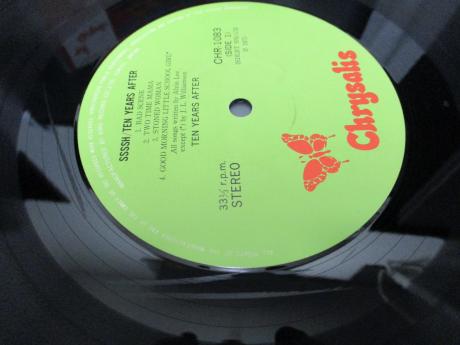 Chrysalis
CHR-1083
(SIDE 1)
33⅓ r.p.m.
STEREO
SSSSH./TEN YEARS AFTER
1. BAD SCENE
2. TWO TIME MAMA
3. STONED WOMAN
4. GOOD MORNING LITTLE SCHOOL GIRL*
All songs written by Alvin Lee
except (*) by J. L. Williamson
TEN YEARS AFTER